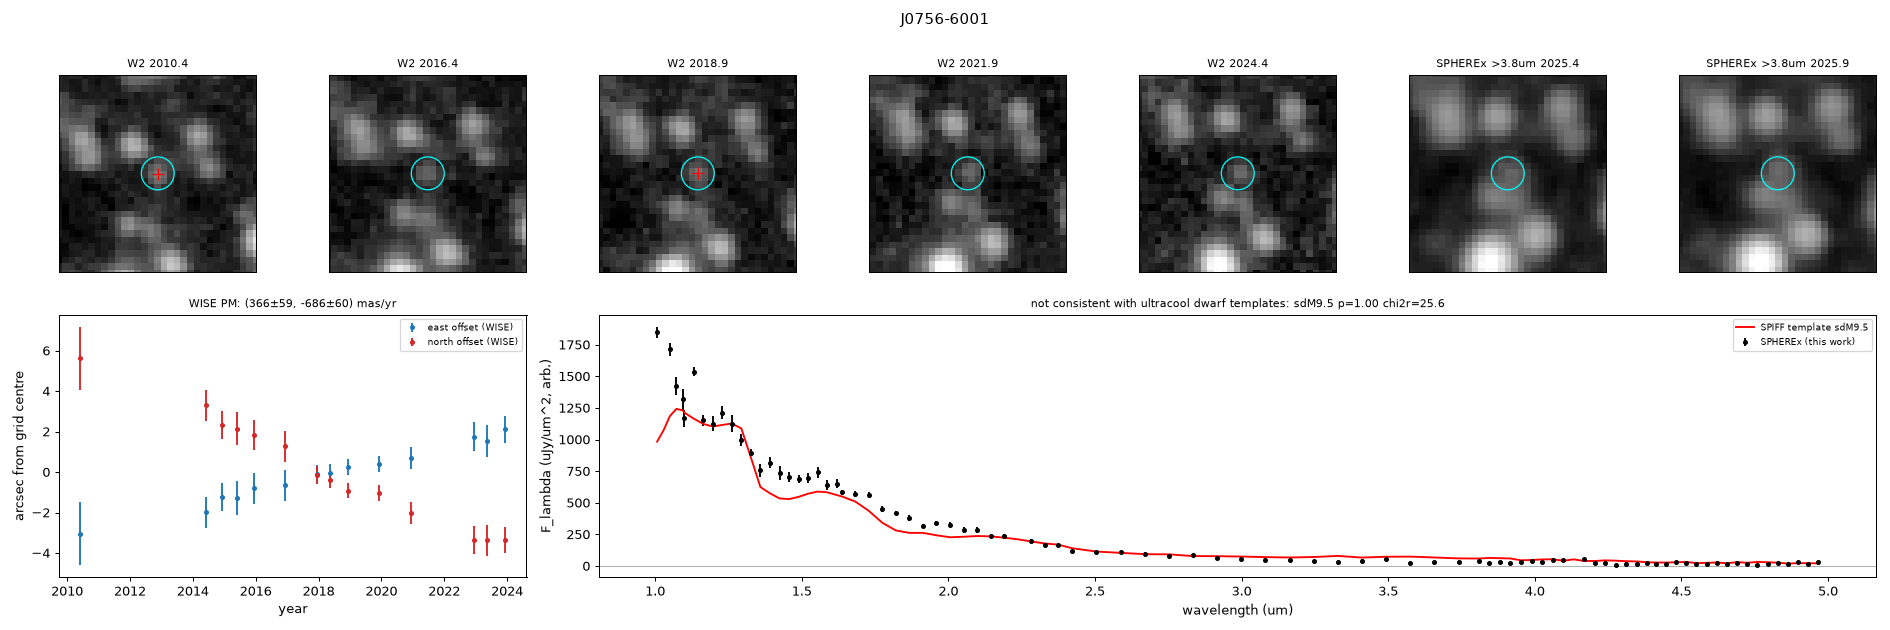 J0756-6001
W2 2010.4
W2 2016.4
W2 2018.9
W2 2021.9
W2 2024.4
SPHEREx >3.8um 2025.4
SPHEREx >3.8um 2025.9
WISE PM: (366±59, -686±60) mas/yr
east offset (WISE)
north offset (WISE)
6
4
2
0
−2
−4
arcsec from grid centre
2010
2012
2014
2016
2018
2020
2022
2024
year
not consistent with ultracool dwarf templates: sdM9.5 p=1.00 chi2r=25.6
SPIFF template sdM9.5
SPHEREx (this work)
1750
1500
1250
1000
750
500
250
0
F_lambda (uJy/um^2, arb.)
1.0
1.5
2.0
2.5
3.0
3.5
4.0
4.5
5.0
wavelength (um)